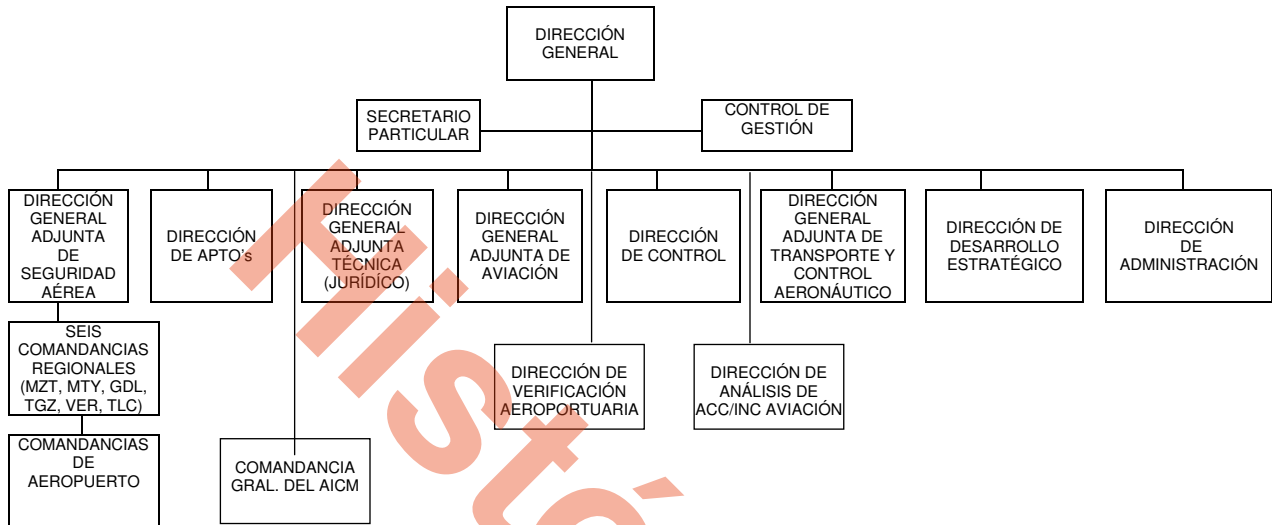 DIRECCIÓN
GENERAL
SECRETARIO
PARTICULAR
CONTROL DE
GESTIÓN
DIRECCIÓN
GENERAL
ADJUNTA
DE
SEGURIDAD
AÉREA
DIRECCIÓN
DE APTO's
DIRECCIÓN
GENERAL
ADJUNTA
TÉCNICA
(JURÍDÍCO)
DIRECCIÓN
GENERAL
ADJUNTA DE
AVIACIÓN
DIRECCIÓN
DE CONTROL
DIRECCIÓN
GENERAL
ADJUNTA DE
TRANSPORTE Y
CONTROL
AERONÁUTICO
DIRECCIÓN DE
DESARROLLO
ESTRATÉGICO
DIRECCIÓN
DE
ADMINISTRACIÓN
SEIS
COMANDANCIAS
REGIONALES
(MZT, MTY, GDL,
TGZ, VER, TLC)
DIRECCIÓN DE
VERIFICACIÓN
AEROPORTUARIA
DIRECCIÓN DE
ANÁLISIS DE
ACC/INC AVIACIÓN
COMANDANCIAS
DE
AEROPUERTO
COMANDANCIA
GRAL. DEL AICM
Histó